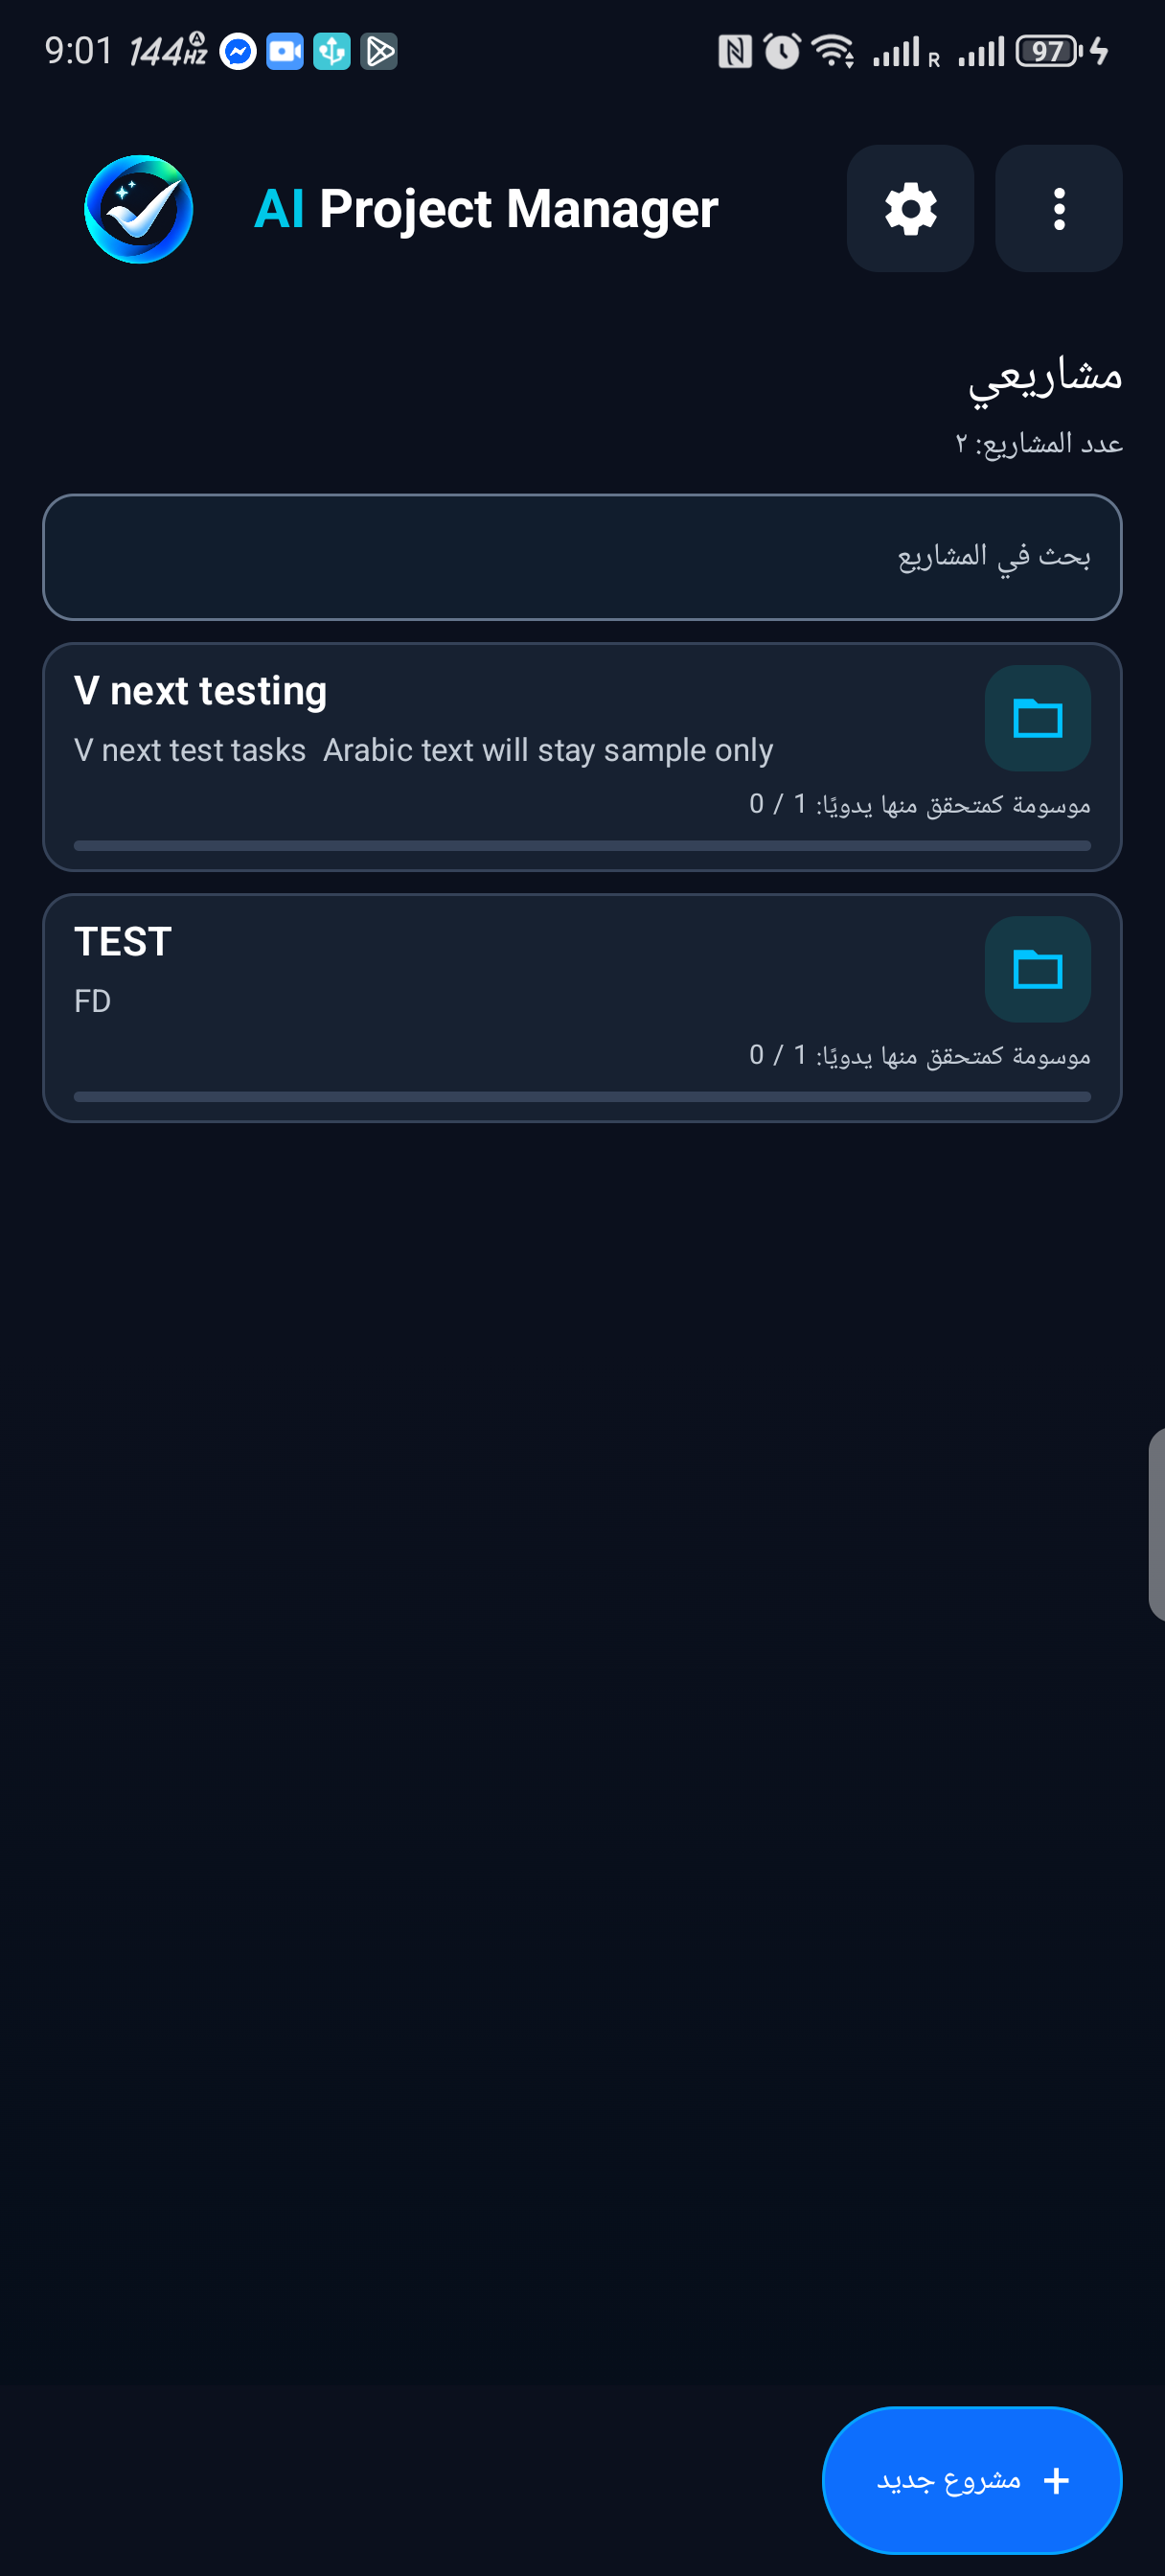 9:01 144HZ A R 97
AI Project Manager
مشاريعي
عدد المشاريع: ٢
بحث في المشاريع
V next testing
V next test tasks  Arabic text will stay sample only
موسومة كمتحقق منها يدويًا: 1 / 0
TEST
FD
موسومة كمتحقق منها يدويًا: 1 / 0
مشروع جديد +